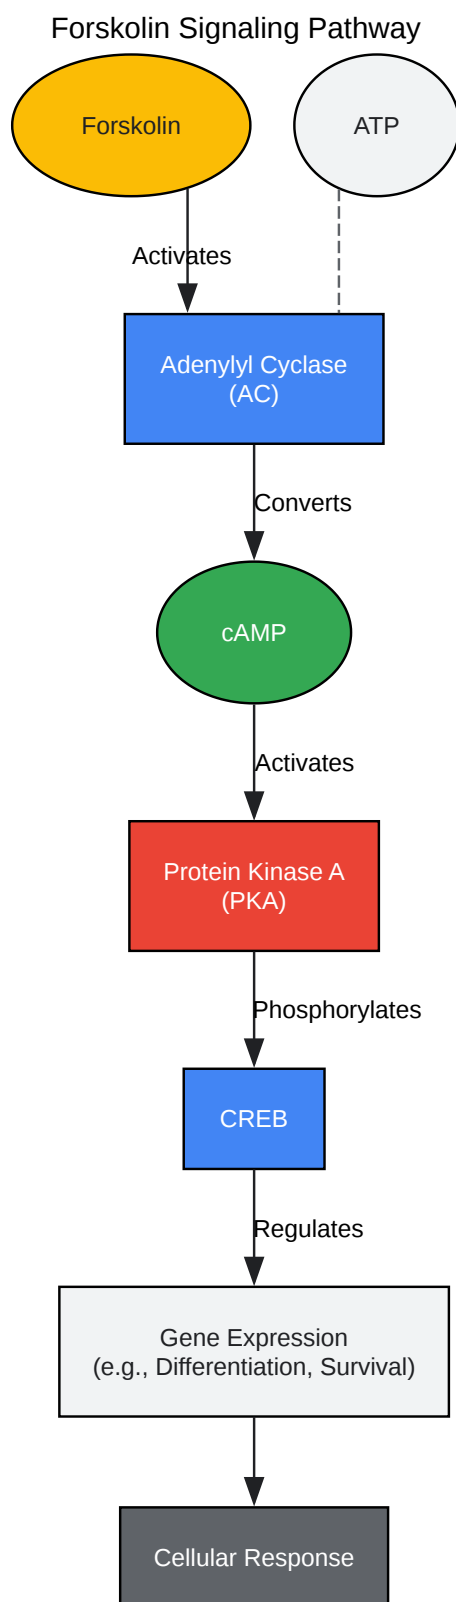 Forskolin Signaling Pathway
Forskolin
ATP
Activates
Adenylyl Cyclase
(AC)
Converts
cAMP
Activates
Protein Kinase A
(PKA)
Phosphorylates
CREB
Regulates
Gene Expression
(e.g., Differentiation, Survival)
Cellular Response